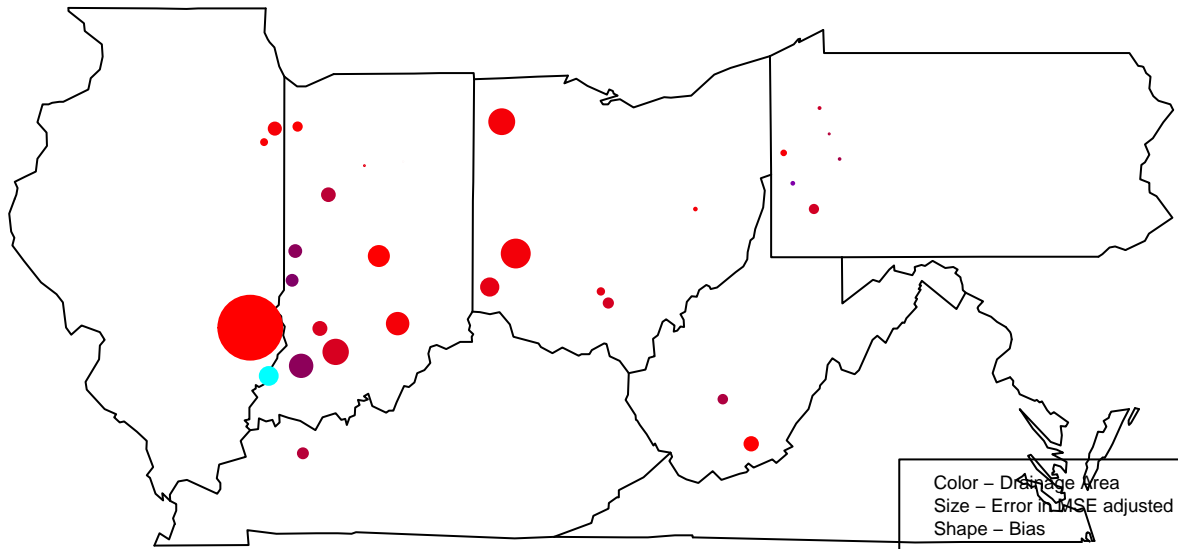 Color – Drainage Area
Size – Error in MSE adjusted
Shape – Bias